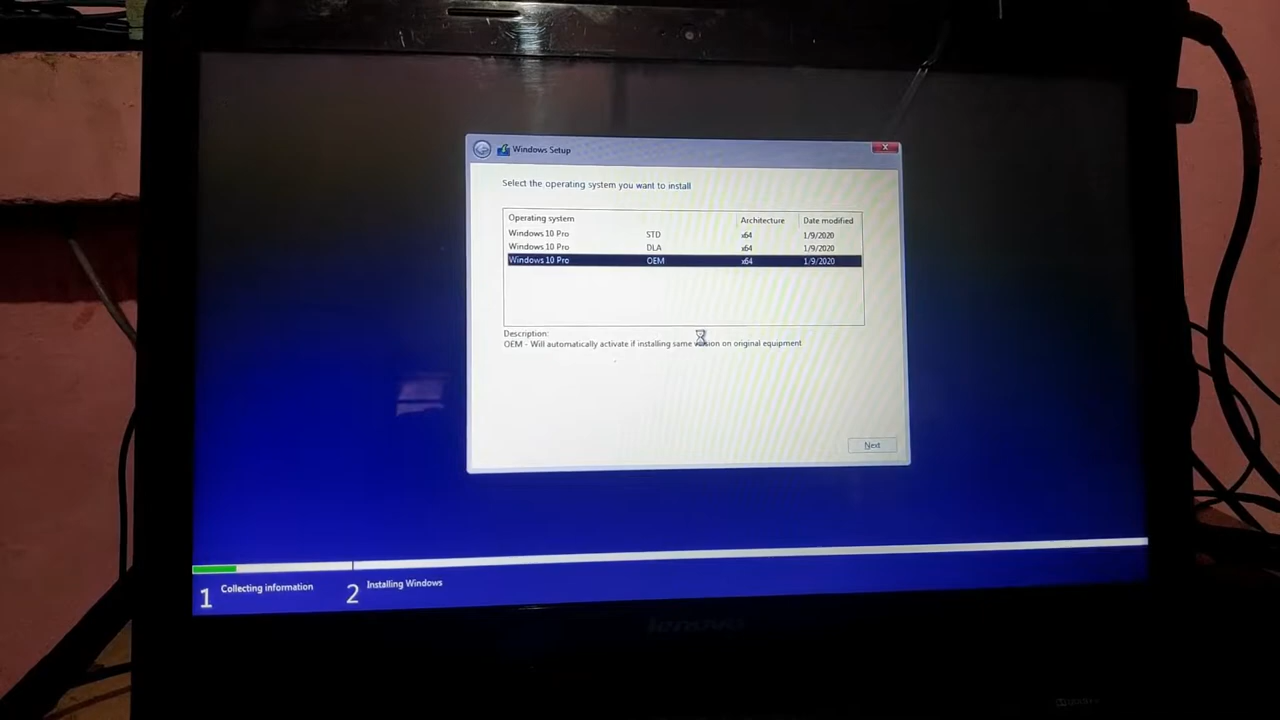 Windows Setup
X
Select the operating system you want to install
Operating system Architecture Date modified
Windows 10 Pro STD x64 1/9/2020
Windows 10 Pro DLA x64 1/9/2020
Windows 10 Pro OEM x64 1/9/2020
Description:
OEM - Will automatically activate if installing same version on original equipment
Next
1 Collecting information 2 Installing Windows
lenovo